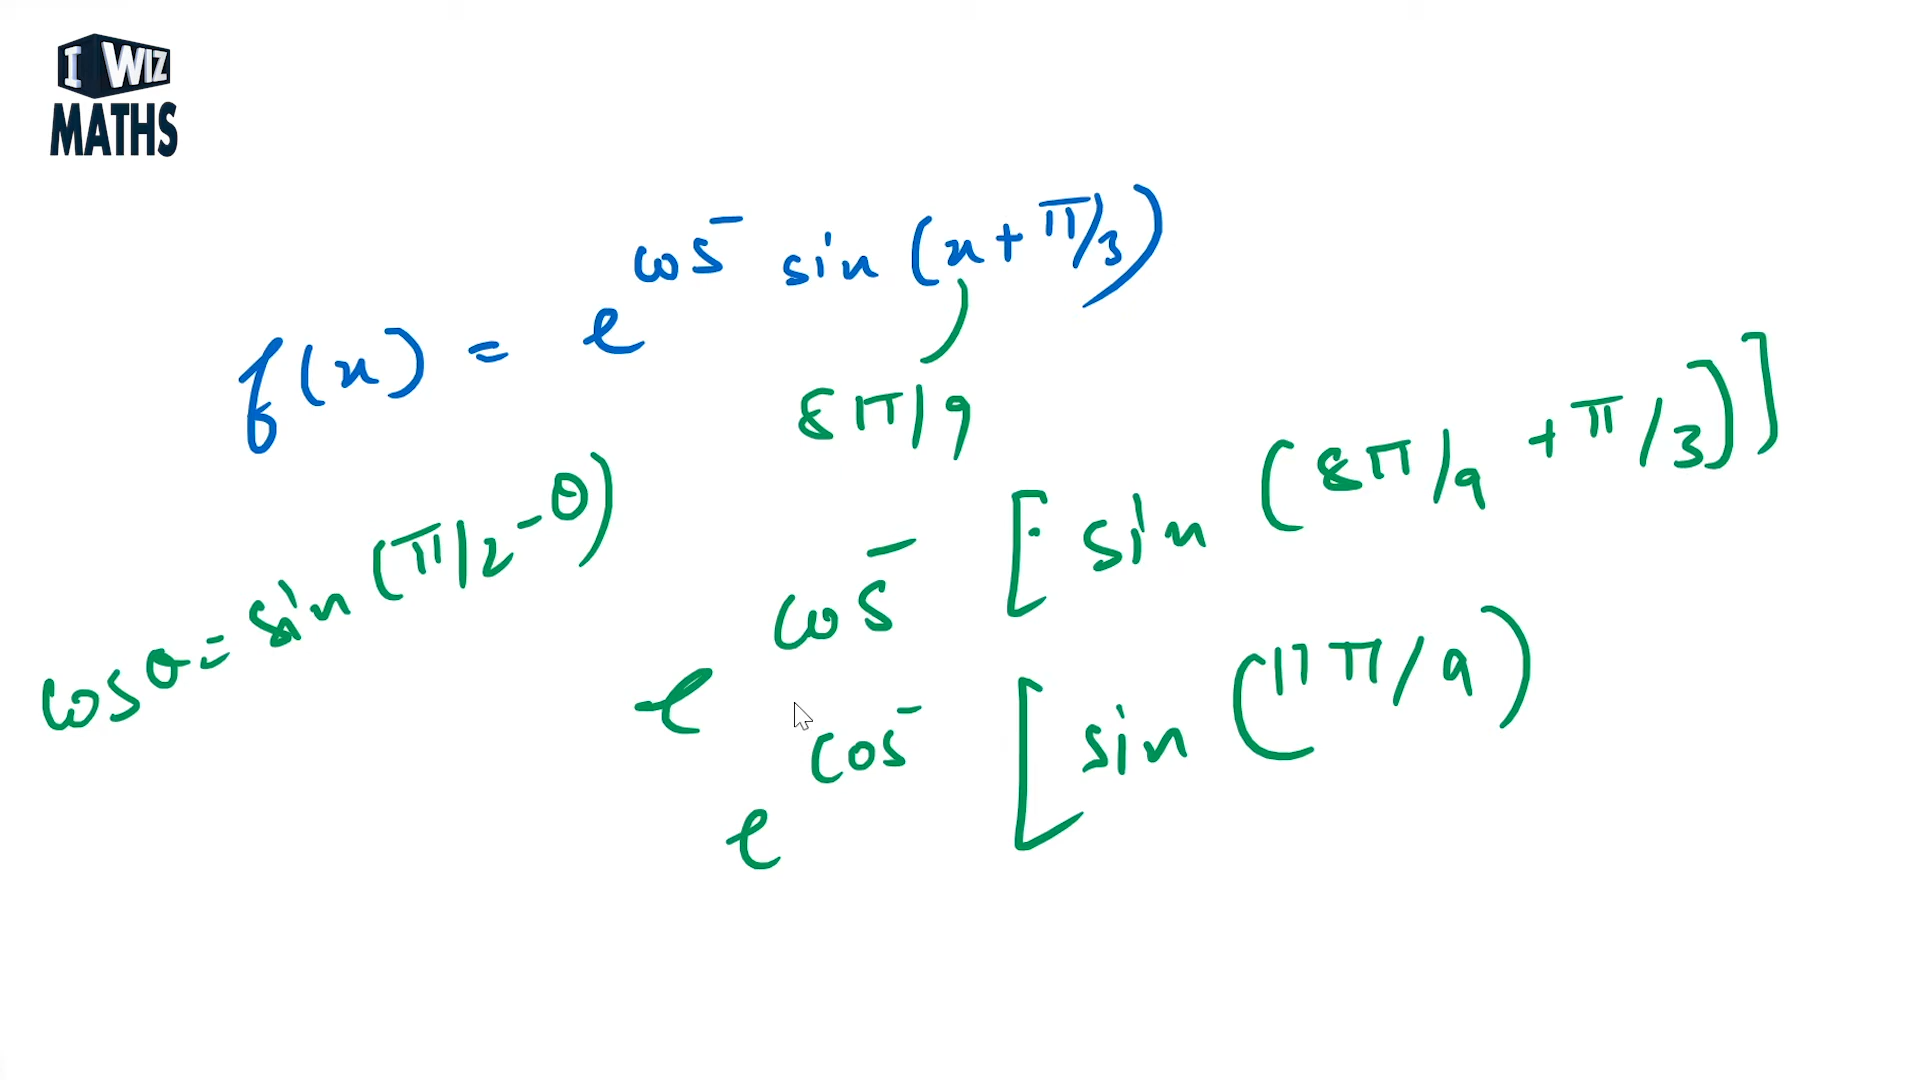 I WIZ
MATHS
f(x) = e^{cos^- sin (x + π/3)}
8π/9
cosθ = sin (π/2 - θ)
e^{cos^- [sin (8π/9 + π/3)]}
e^{cos^- [sin (11π/9)}